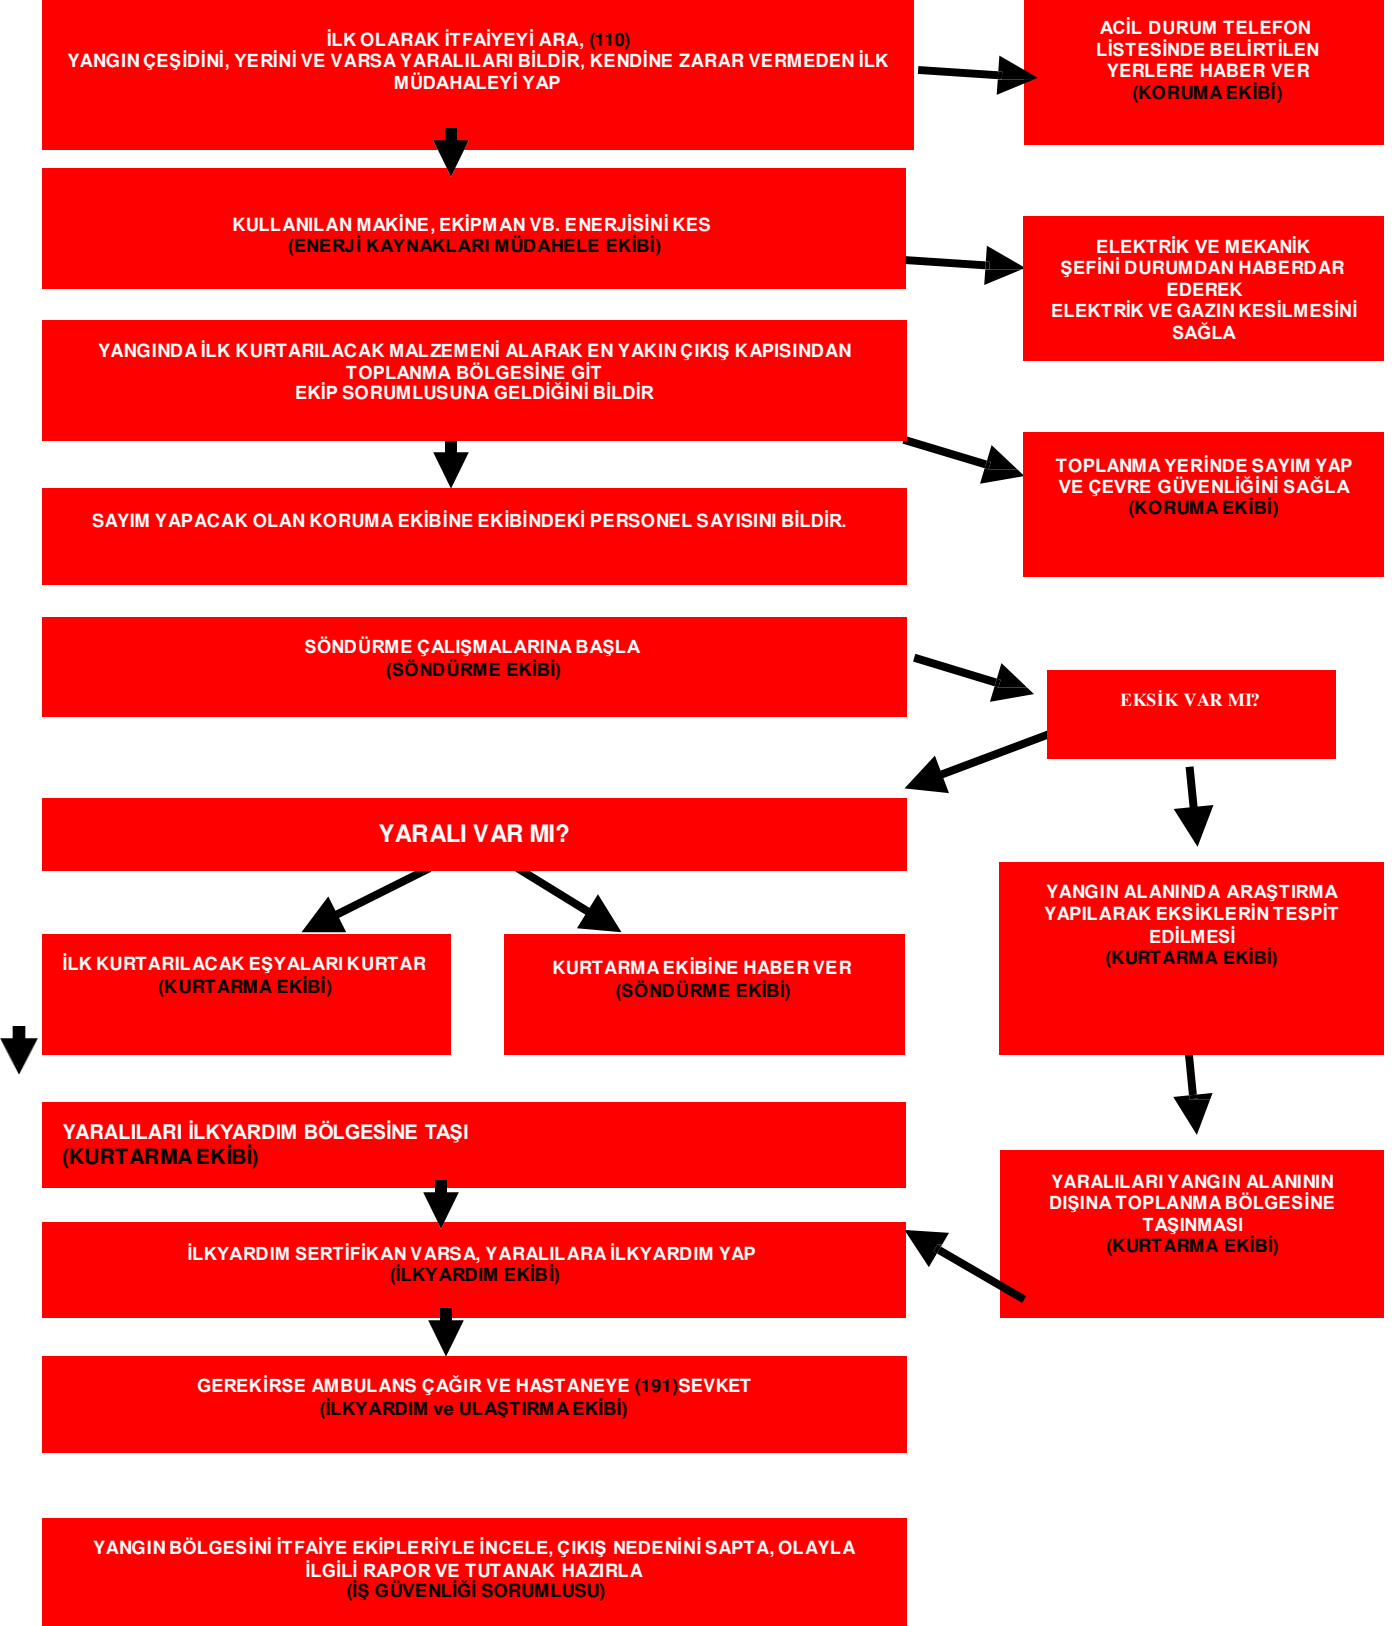 İLK OLARAK İTFAİYEYİ ARA, (110)
YANGIN ÇEŞİDİNİ, YERİNİ VE VARSA YARALILARI BİLDİR, KENDİNE ZARAR VERMEDEN İLK
MÜDAHALEYİ YAP
ACİL DURUM TELEFON
LİSTESİNDE BELİRTİLEN
YERLERE HABER VER
(KORUMA EKİBİ)
KULLANILAN MAKİNE, EKİPMAN VB. ENERJİSİNİ KES
(ENERJİ KAYNAKLARI MÜDAHELE EKİBİ)
ELEKTRİK VE MEKANİK
ŞEFİNİ DURUMDAN HABERDAR
EDEREK
ELEKTRİK VE GAZIN KESİLMESİNİ
SAĞLA
YANGINDA İLK KURTARILACAK MALZEMENİ ALARAK EN YAKIN ÇIKIŞ KAPISINDAN
TOPLANMA BÖLGESİNE GİT
EKİP SORUMLUSUNA GELDİĞİNİ BİLDİR
TOPLANMA YERİNDE SAYIM YAP
VE ÇEVRE GÜVENLİĞİNİ SAĞLA
(KORUMA EKİBİ)
SAYIM YAPACAK OLAN KORUMA EKİBİNE EKİBİNDEKİ PERSONEL SAYISINI BİLDİR.
SÖNDÜRME ÇALIŞMALARINA BAŞLA
(SÖNDÜRME EKİBİ)
EKSİK VAR MI?
YARALI VAR MI?
YANGIN ALANINDA ARAŞTIRMA
YAPILARAK EKSİKLERİN TESPİT
EDİLMESİ
(KURTARMA EKİBİ)
İLK KURTARILACAK EŞYALARI KURTAR
(KURTARMA EKİBİ)
KURTARMA EKİBİNE HABER VER
(SÖNDÜRME EKİBİ)
YARALILARI İLKYARDIM BÖLGESİNE TAŞI
(KURTARMA EKİBİ)
YARALILARI YANGIN ALANININ
DIŞINA TOPLANMA BÖLGESİNE
TAŞINMASI
(KURTARMA EKİBİ)
İLKYARDIM SERTİFİKAN VARSA, YARALILARA İLKYARDIM YAP
(İLKYARDIM EKİBİ)
GEREKİRSE AMBULANS ÇAĞIR VE HASTANEYE (191)SEVKET
(İLKYARDIM ve ULAŞTIRMA EKİBİ)
YANGIN BÖLGESİNİ İTFAİYE EKİPLERİYLE İNCELE, ÇIKIŞ NEDENİNİ SAPTA, OLAYLA
İLGİLİ RAPOR VE TUTANAK HAZIRLA
(İŞ GÜVENLİĞİ SORUMLUSU)